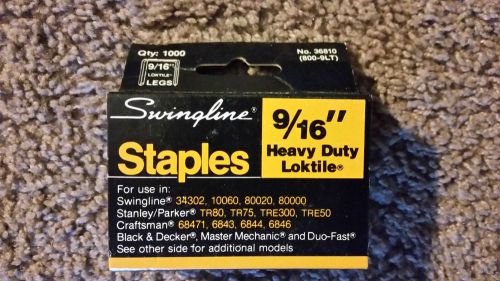 Qty: 1000
No. 36810
(800-9LT)
9/16"
LOKTILE®
LEGS
Swingline®
Staples
9/16"
Heavy Duty
Loktile®
For use in:
Swingline® 34302, 10060, 80020, 80000
Stanley/Parker® TR80, TR75, TRE300, TRE50
Craftsman® 68471, 6843, 6844, 6846
Black & Decker®, Master Mechanic® and Duo-Fast®
See other side for additional models